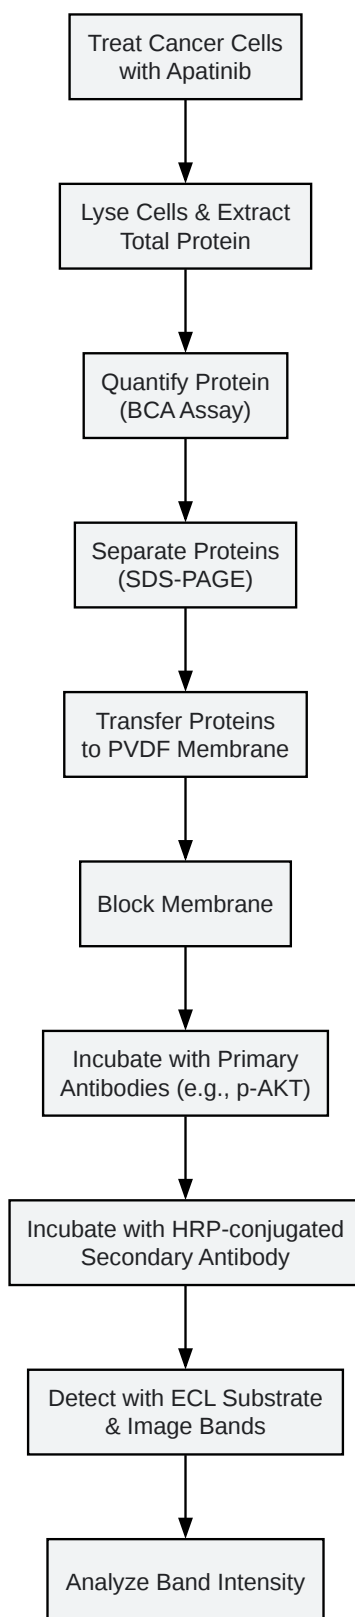 Treat Cancer Cells
with Apatinib
Lyse Cells & Extract
Total Protein
Quantify Protein
(BCA Assay)
Separate Proteins
(SDS-PAGE)
Transfer Proteins
to PVDF Membrane
Block Membrane
Incubate with Primary
Antibodies (e.g., p-AKT)
Incubate with HRP-conjugated
Secondary Antibody
Detect with ECL Substrate
& Image Bands
Analyze Band Intensity